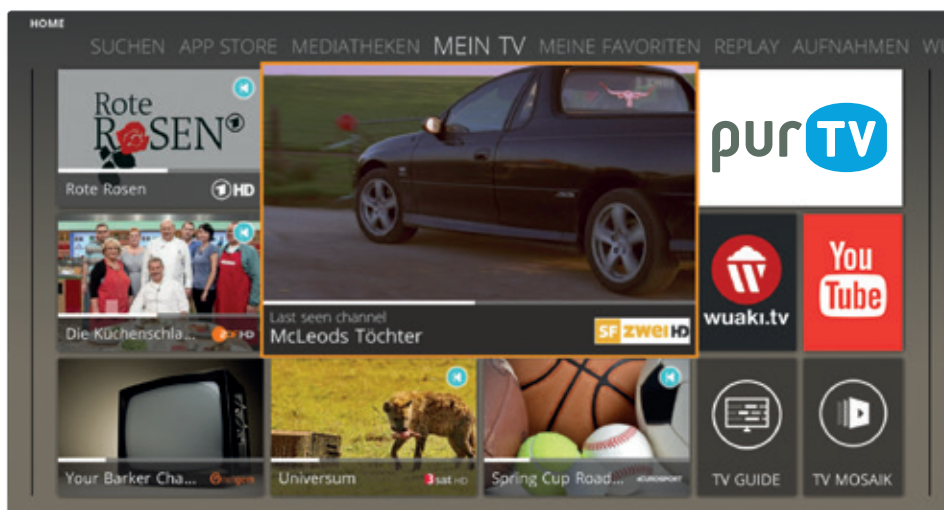 HOME
SUCHEN APP STORE MEDIATHEKEN MEIN TV MEINE FAVORITEN REPLAY AUFNAHMEN
Rote
ROSEN®
Rote Rosen
1 HD
Last seen channel
McLeods Töchter
SF zwei HD
pur TV
Die Küchenschla...
ZDF HD
wuaki.tv
You
Tube
Your Barker Cha...
Universum
3sat HD
Spring Cup Road...
EUROSPORT
TV GUIDE
TV MOSAIK